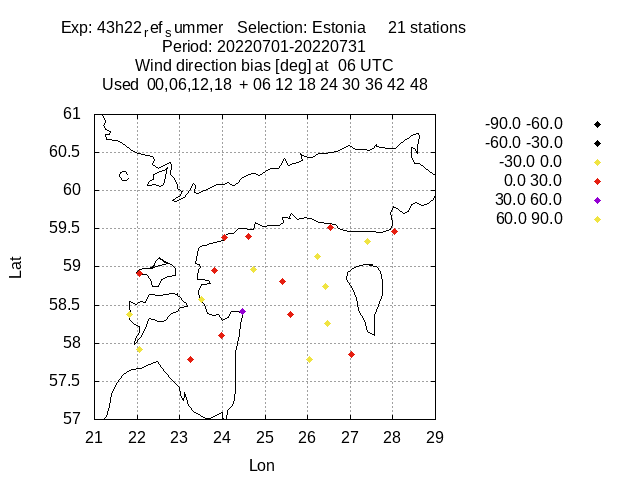 Exp: 43h22ref_summer Selection: Estonia 21 stations
Period: 20220701-20220731
Wind direction bias [deg] at 06 UTC
Used 00,06,12,18 + 06 12 18 24 30 36 42 48
61
60.5
60
59.5
59
58.5
58
57.5
57
21 22 23 24 25 26 27 28 29
Lat
Lon
-90.0 -60.0
-60.0 -30.0
-30.0 0.0
0.0 30.0
30.0 60.0
60.0 90.0